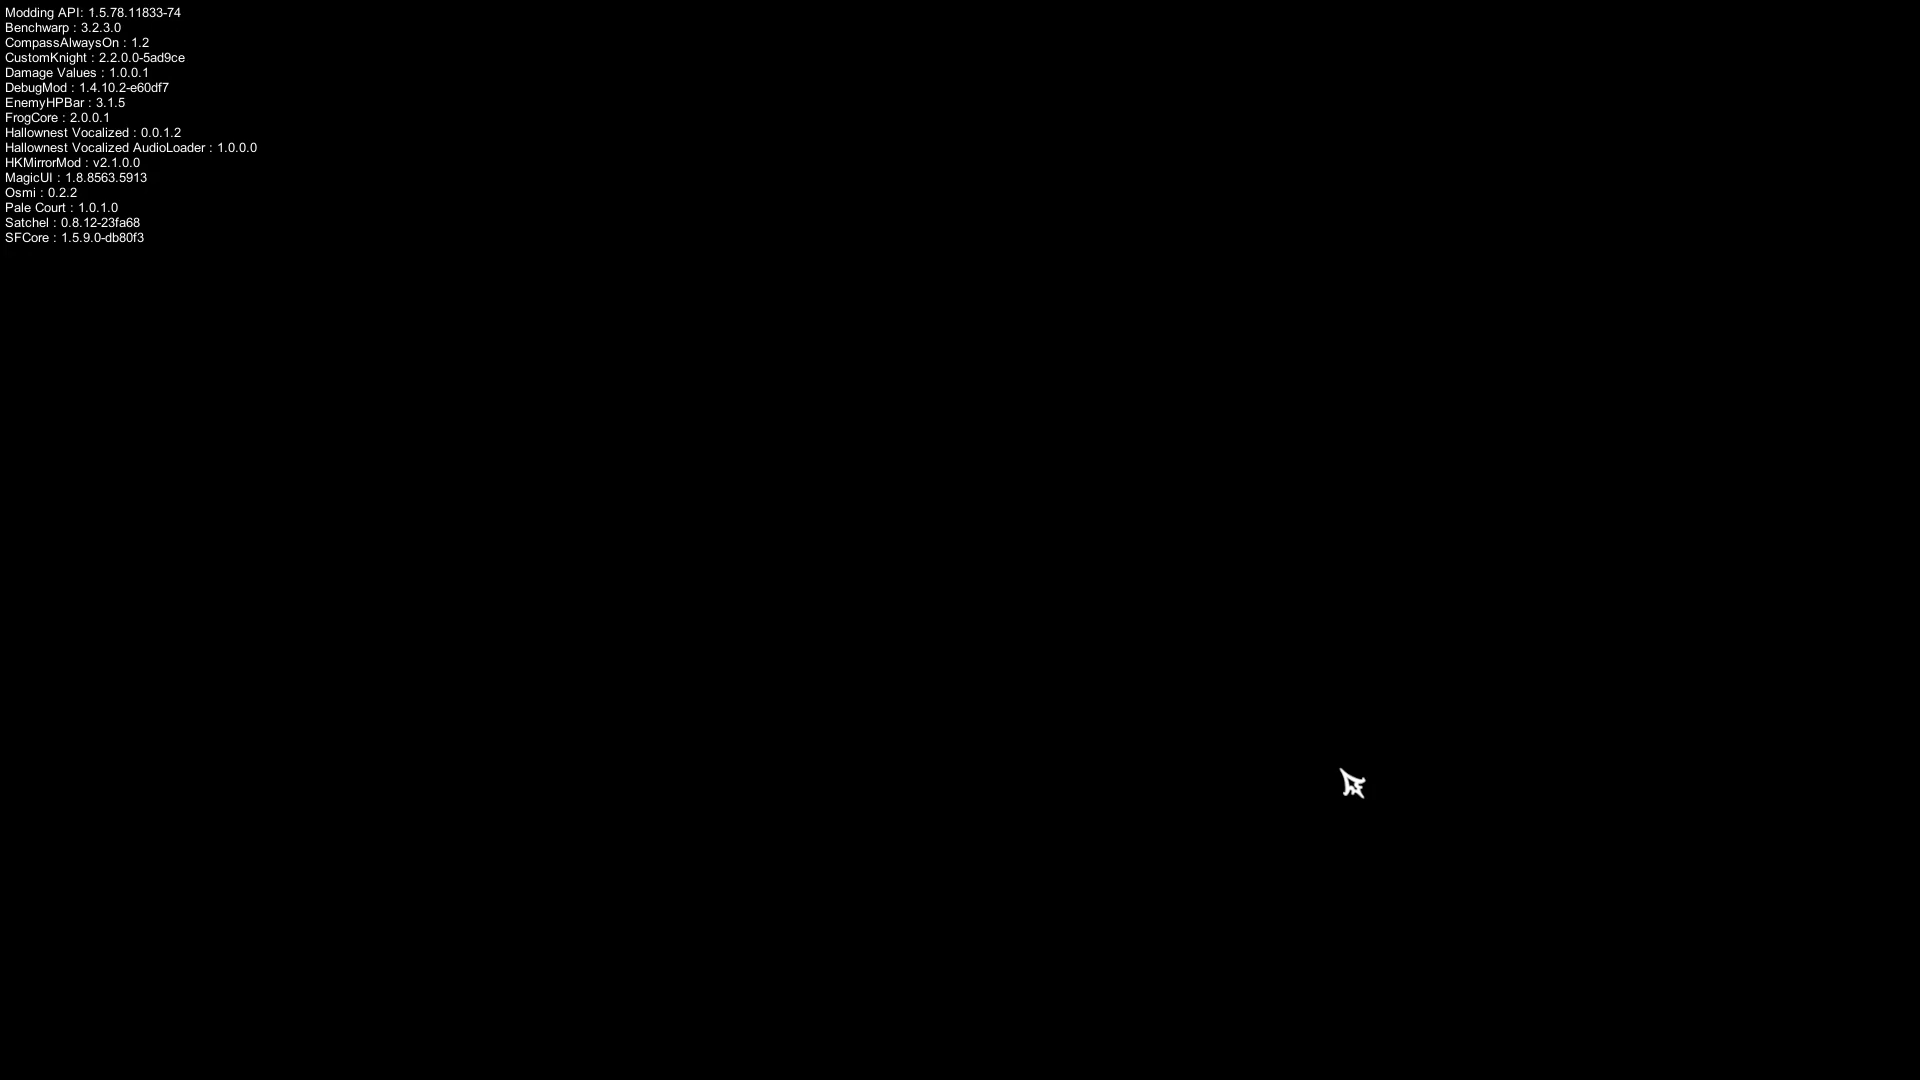 Modding API: 1.5.78.11833-74
Benchwarp : 3.2.3.0
CompassAlwaysOn : 1.2
CustomKnight : 2.2.0.0-5ad9ce
Damage Values : 1.0.0.1
DebugMod : 1.4.10.2-e60df7
EnemyHPBar : 3.1.5
FrogCore : 2.0.0.1
Hallownest Vocalized : 0.0.1.2
Hallownest Vocalized AudioLoader : 1.0.0.0
HKMirrorMod : v2.1.0.0
MagicUI : 1.8.8563.5913
Osmi : 0.2.2
Pale Court : 1.0.1.0
Satchel : 0.8.12-23fa68
SFCore : 1.5.9.0-db80f3